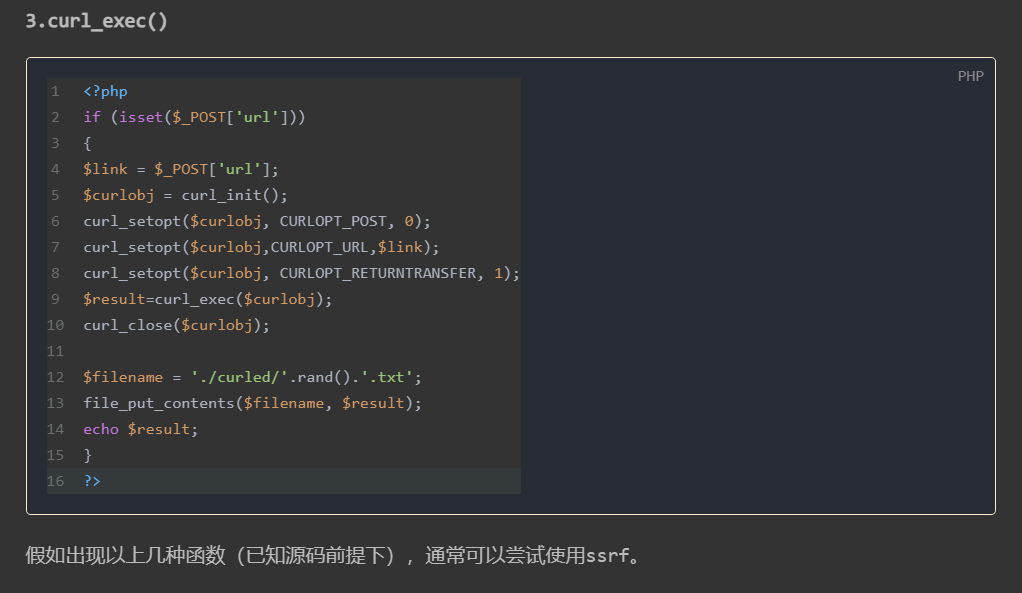 3.curl_exec()
PHP
1 <?php
2 if (isset($_POST['url']))
3 {
4 $link = $_POST['url'];
5 $curlobj = curl_init();
6 curl_setopt($curlobj, CURLOPT_POST, 0);
7 curl_setopt($curlobj,CURLOPT_URL,$link);
8 curl_setopt($curlobj, CURLOPT_RETURNTRANSFER, 1);
9 $result=curl_exec($curlobj);
10 curl_close($curlobj);
11
12 $filename = './curled/'.rand().'.txt';
13 file_put_contents($filename, $result);
14 echo $result;
15 }
16 ?>
假如出现以上几种函数（已知源码前提下），通常可以尝试使用ssrf。